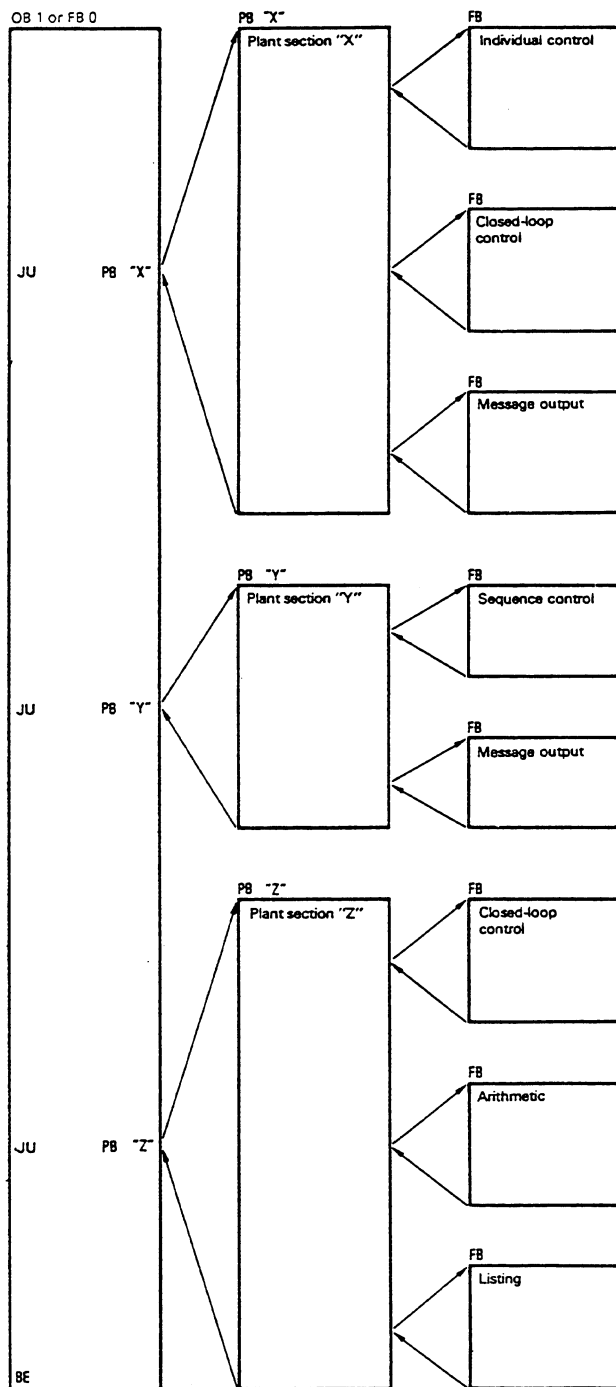 OB 1 or FB 0
PB "X"
FB
Plant section "X"
Individual control
FB
Closed-loop
control
JU PB "X"
FB
Message output
PB "Y"
FB
Plant section "Y"
Sequence control
JU PB "Y"
FB
Message output
PB "Z"
FB
Plant section "Z"
Closed-loop
control
FB
Arithmetic
JU PB "Z"
FB
Listing
BE